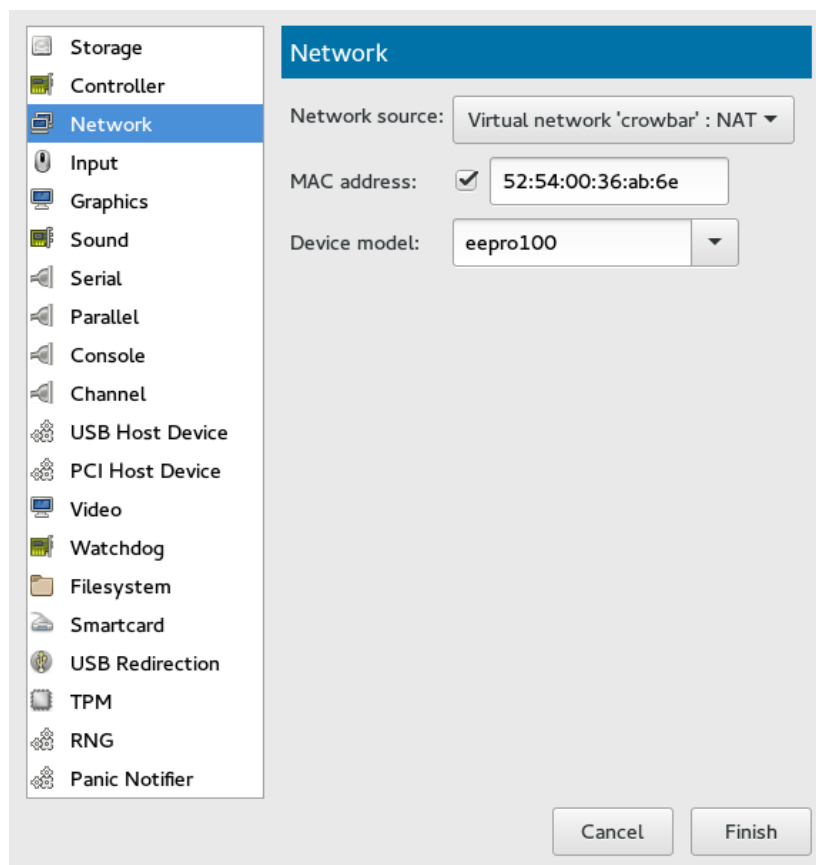 Storage
Controller
Network
Input
Graphics
Sound
Serial
Parallel
Console
Channel
USB Host Device
PCI Host Device
Video
Watchdog
Filesystem
Smartcard
USB Redirection
TPM
RNG
Panic Notifier
Network
Network source: Virtual network 'crowbar' : NAT
MAC address: 52:54:00:36:ab:6e
Device model: eepro100
Cancel Finish